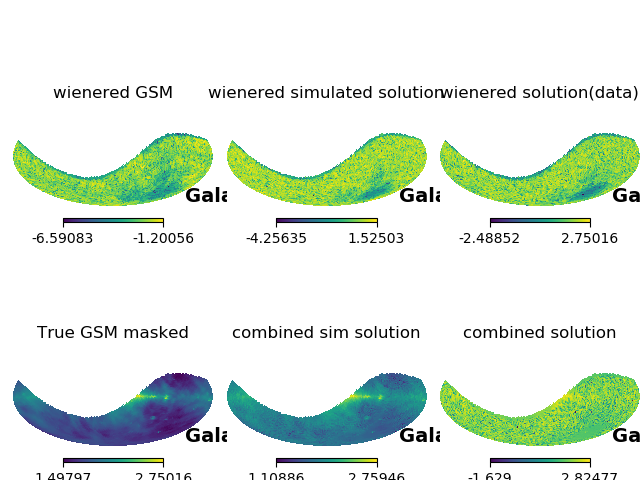 wienered GSM
wienered simulated solution
wienered solution(data)
Gala
Gala
Ga
-6.59083 -1.20056
-4.25635 1.52503
-2.48852 2.75016
True GSM masked
combined sim solution
combined solution
Gala
Gala
Ga
1.49797 2.75016
1.10886 2.75946
-1.629 2.82477